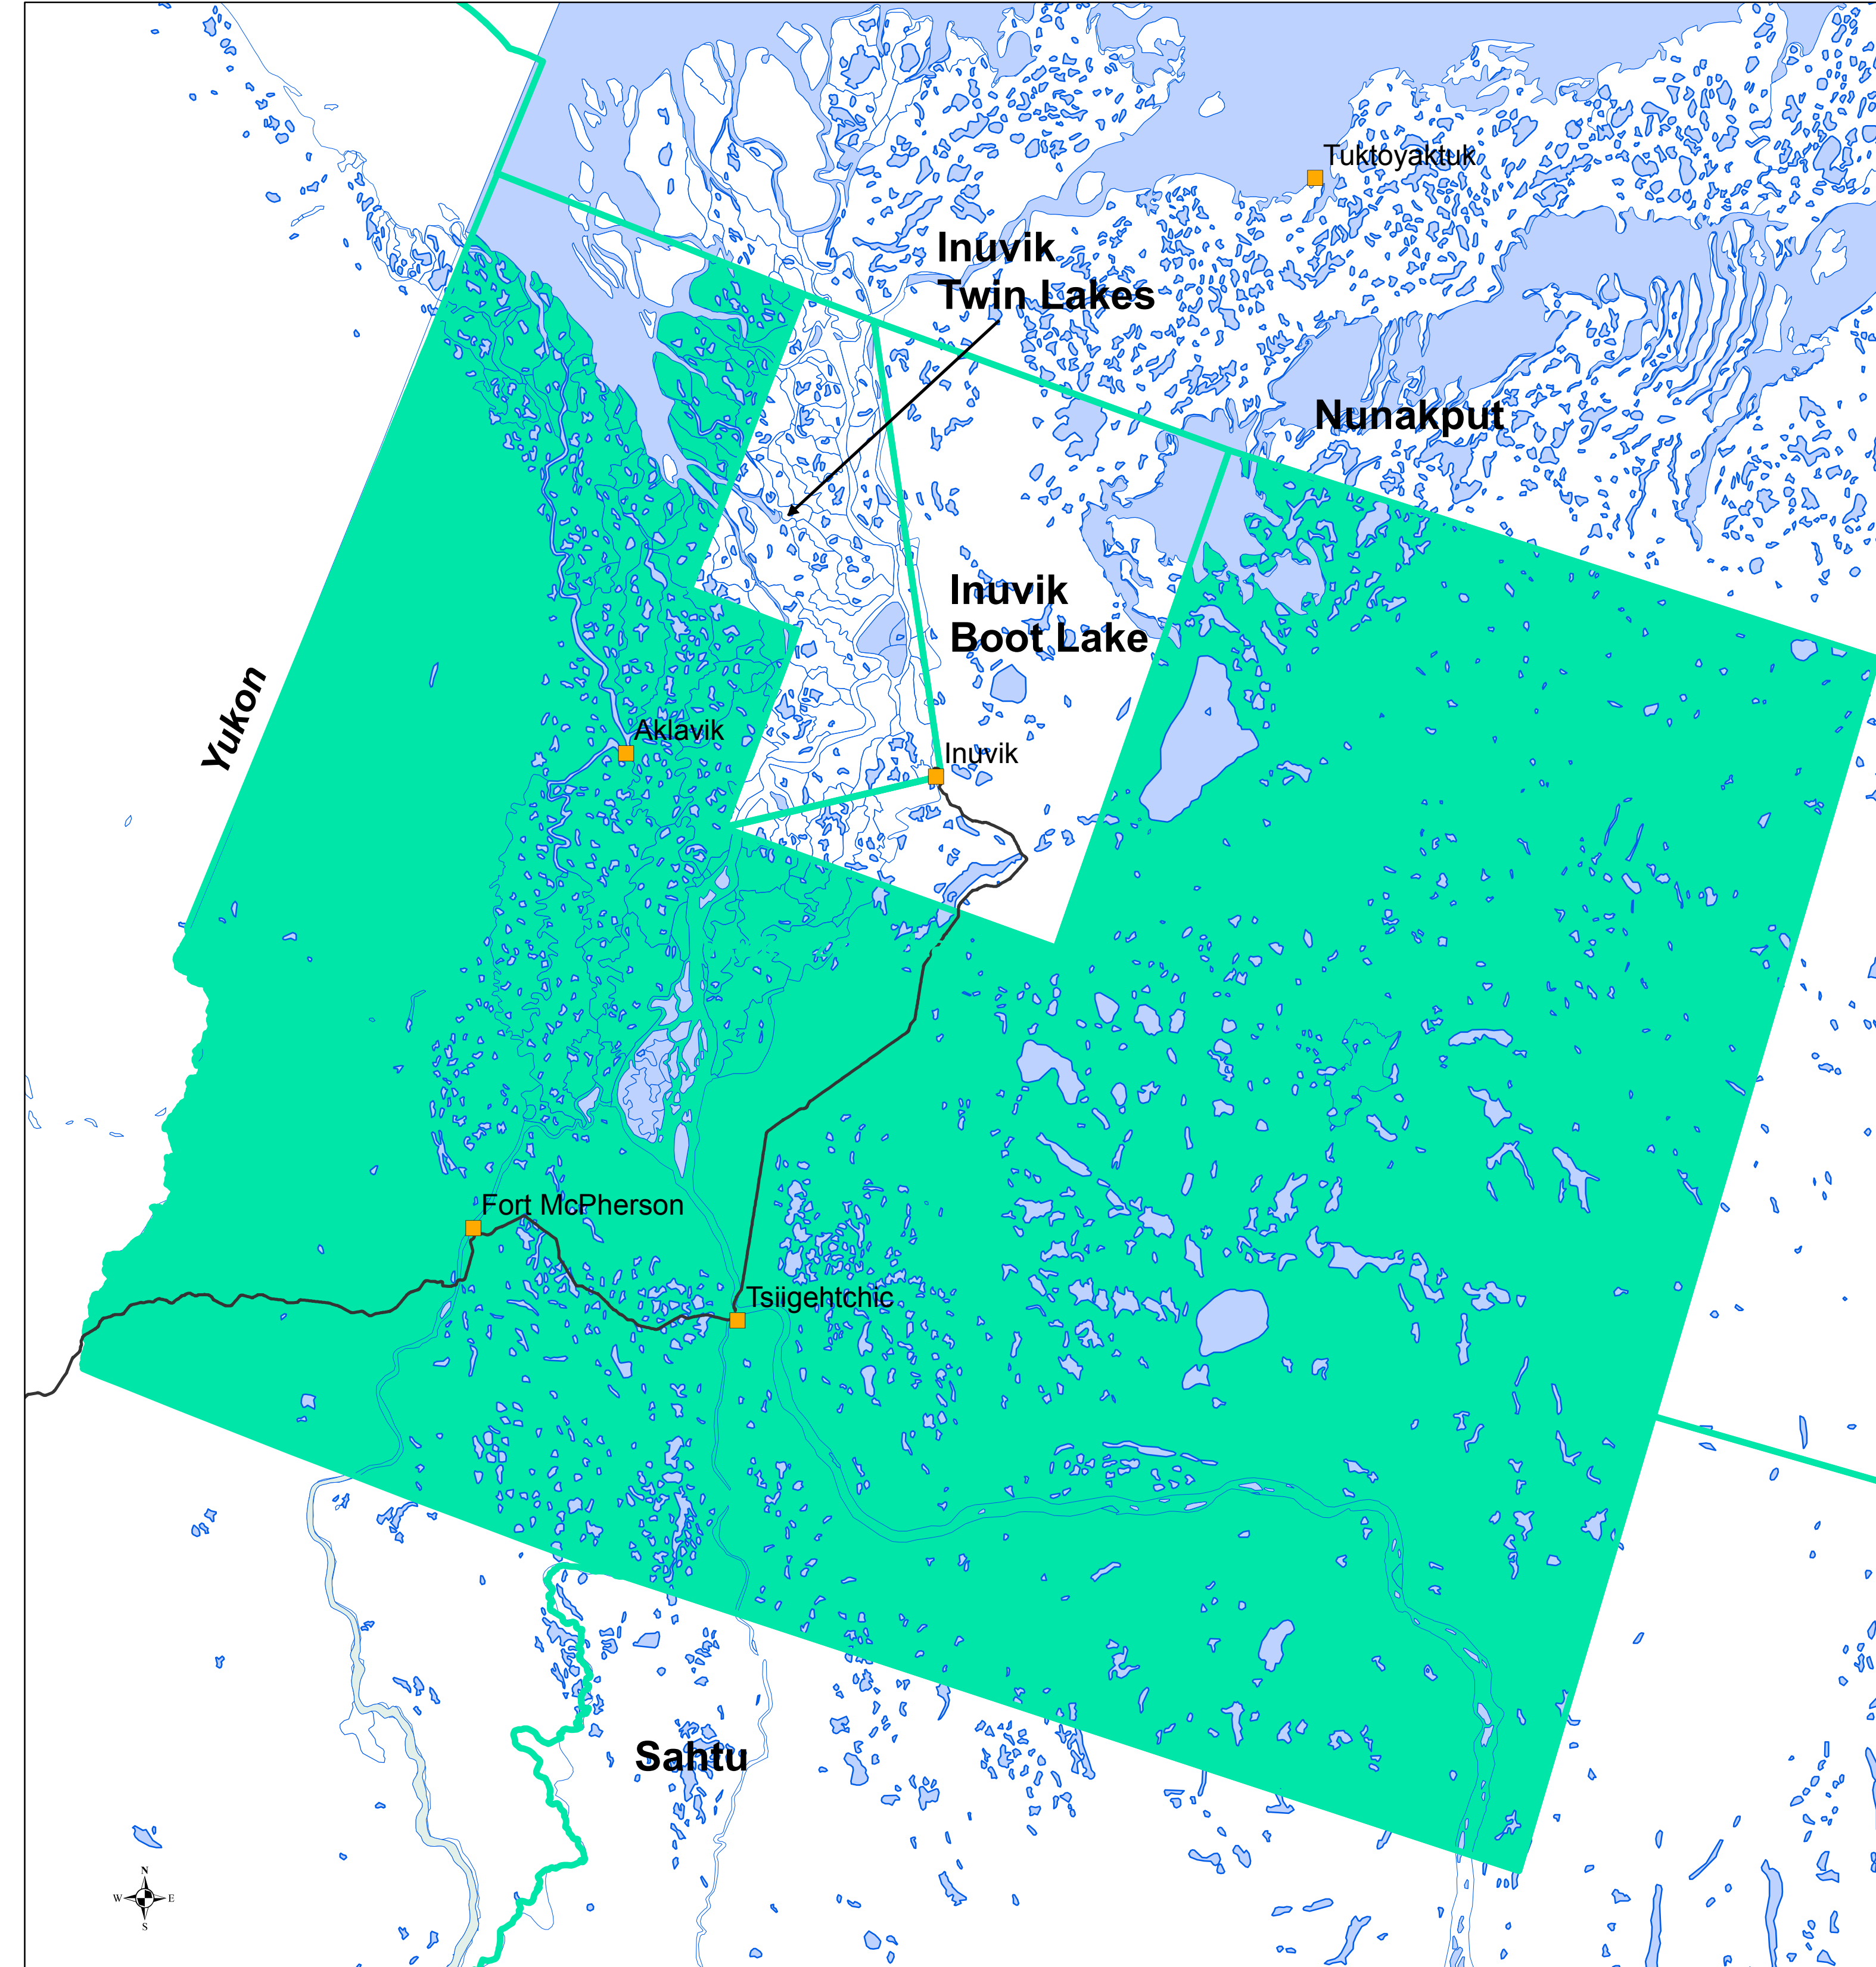 Tuktoyaktuk
Inuvik
Twin Lakes
Nunakput
Inuvik
Boot Lake
Yukon
Aklavik
Inuvik
Fort McPherson
Tsiigehtchic
Sahtu
N
W E
S